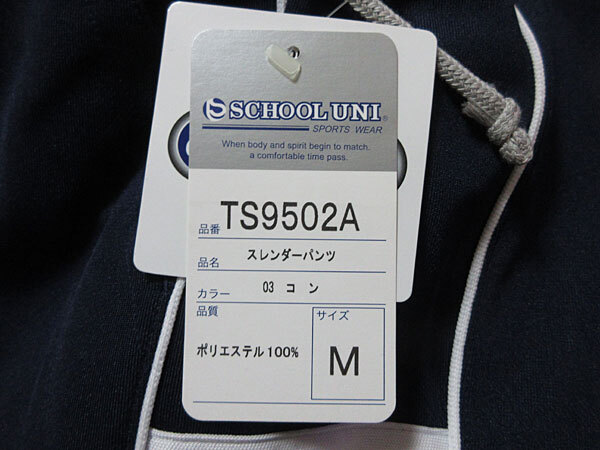 SCHOOL UNI®
SPORTS WEAR
When body and spirit begin to match.
a comfortable time pass.
品番 TS9502A
品名 スレンダーパンツ
カラー 03 コン
品質 サイズ
ポリエステル100% M